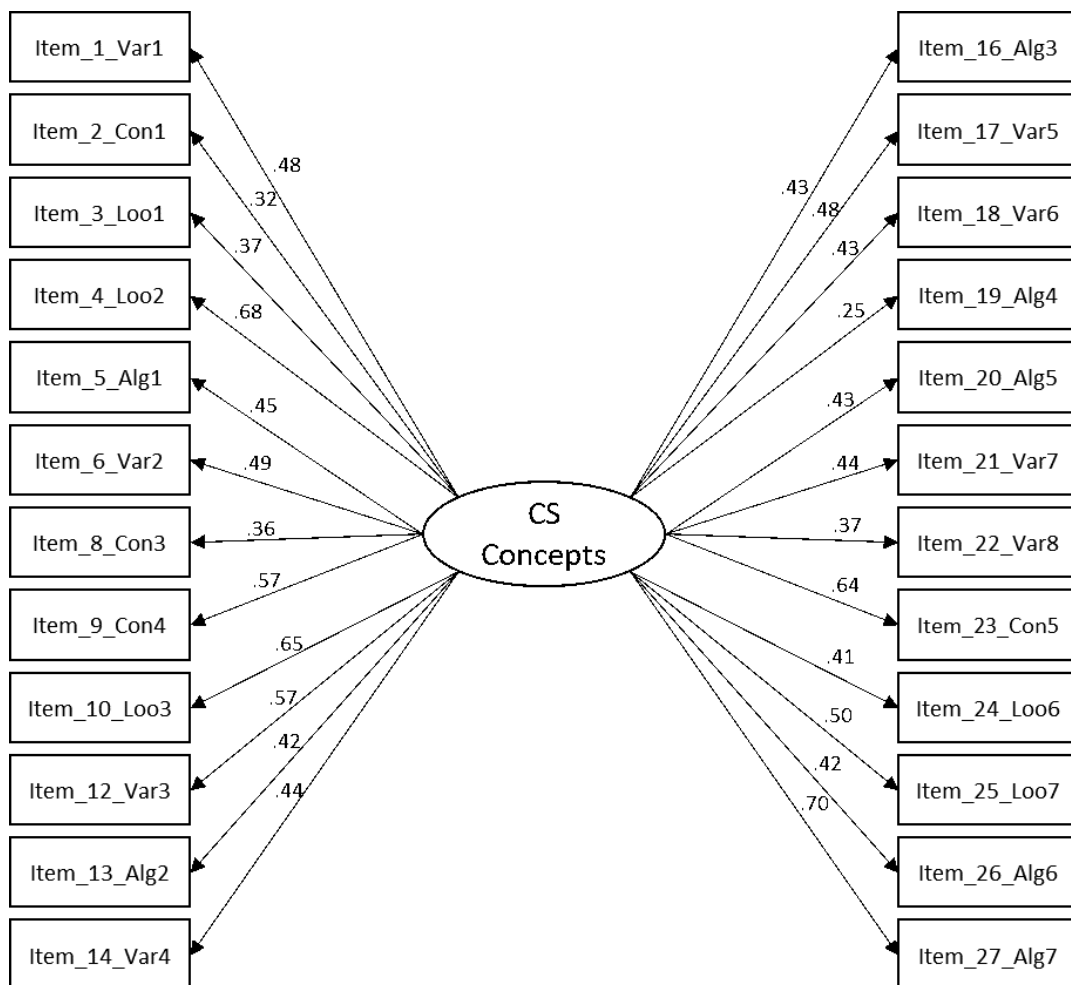 Item_1_Var1
Item_2_Con1
Item_3_Loo1
Item_4_Loo2
Item_5_Alg1
Item_6_Var2
Item_8_Con3
Item_9_Con4
Item_10_Loo3
Item_12_Var3
Item_13_Alg2
Item_14_Var4
.48
.32
.37
.68
.45
.49
.36
.57
.65
.57
.42
.44
CS
Concepts
.43
.48
.43
.25
.43
.44
.37
.64
.41
.50
.42
.70
Item_16_Alg3
Item_17_Var5
Item_18_Var6
Item_19_Alg4
Item_20_Alg5
Item_21_Var7
Item_22_Var8
Item_23_Con5
Item_24_Loo6
Item_25_Loo7
Item_26_Alg6
Item_27_Alg7